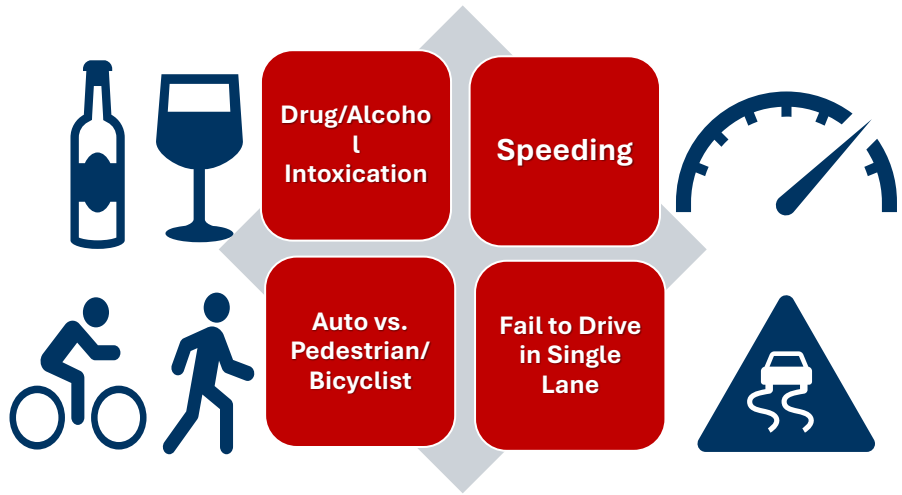 Drug/Alcoho
l
Intoxication
Speeding
Auto vs.
Pedestrian/
Bicyclist
Fail to Drive
in Single
Lane